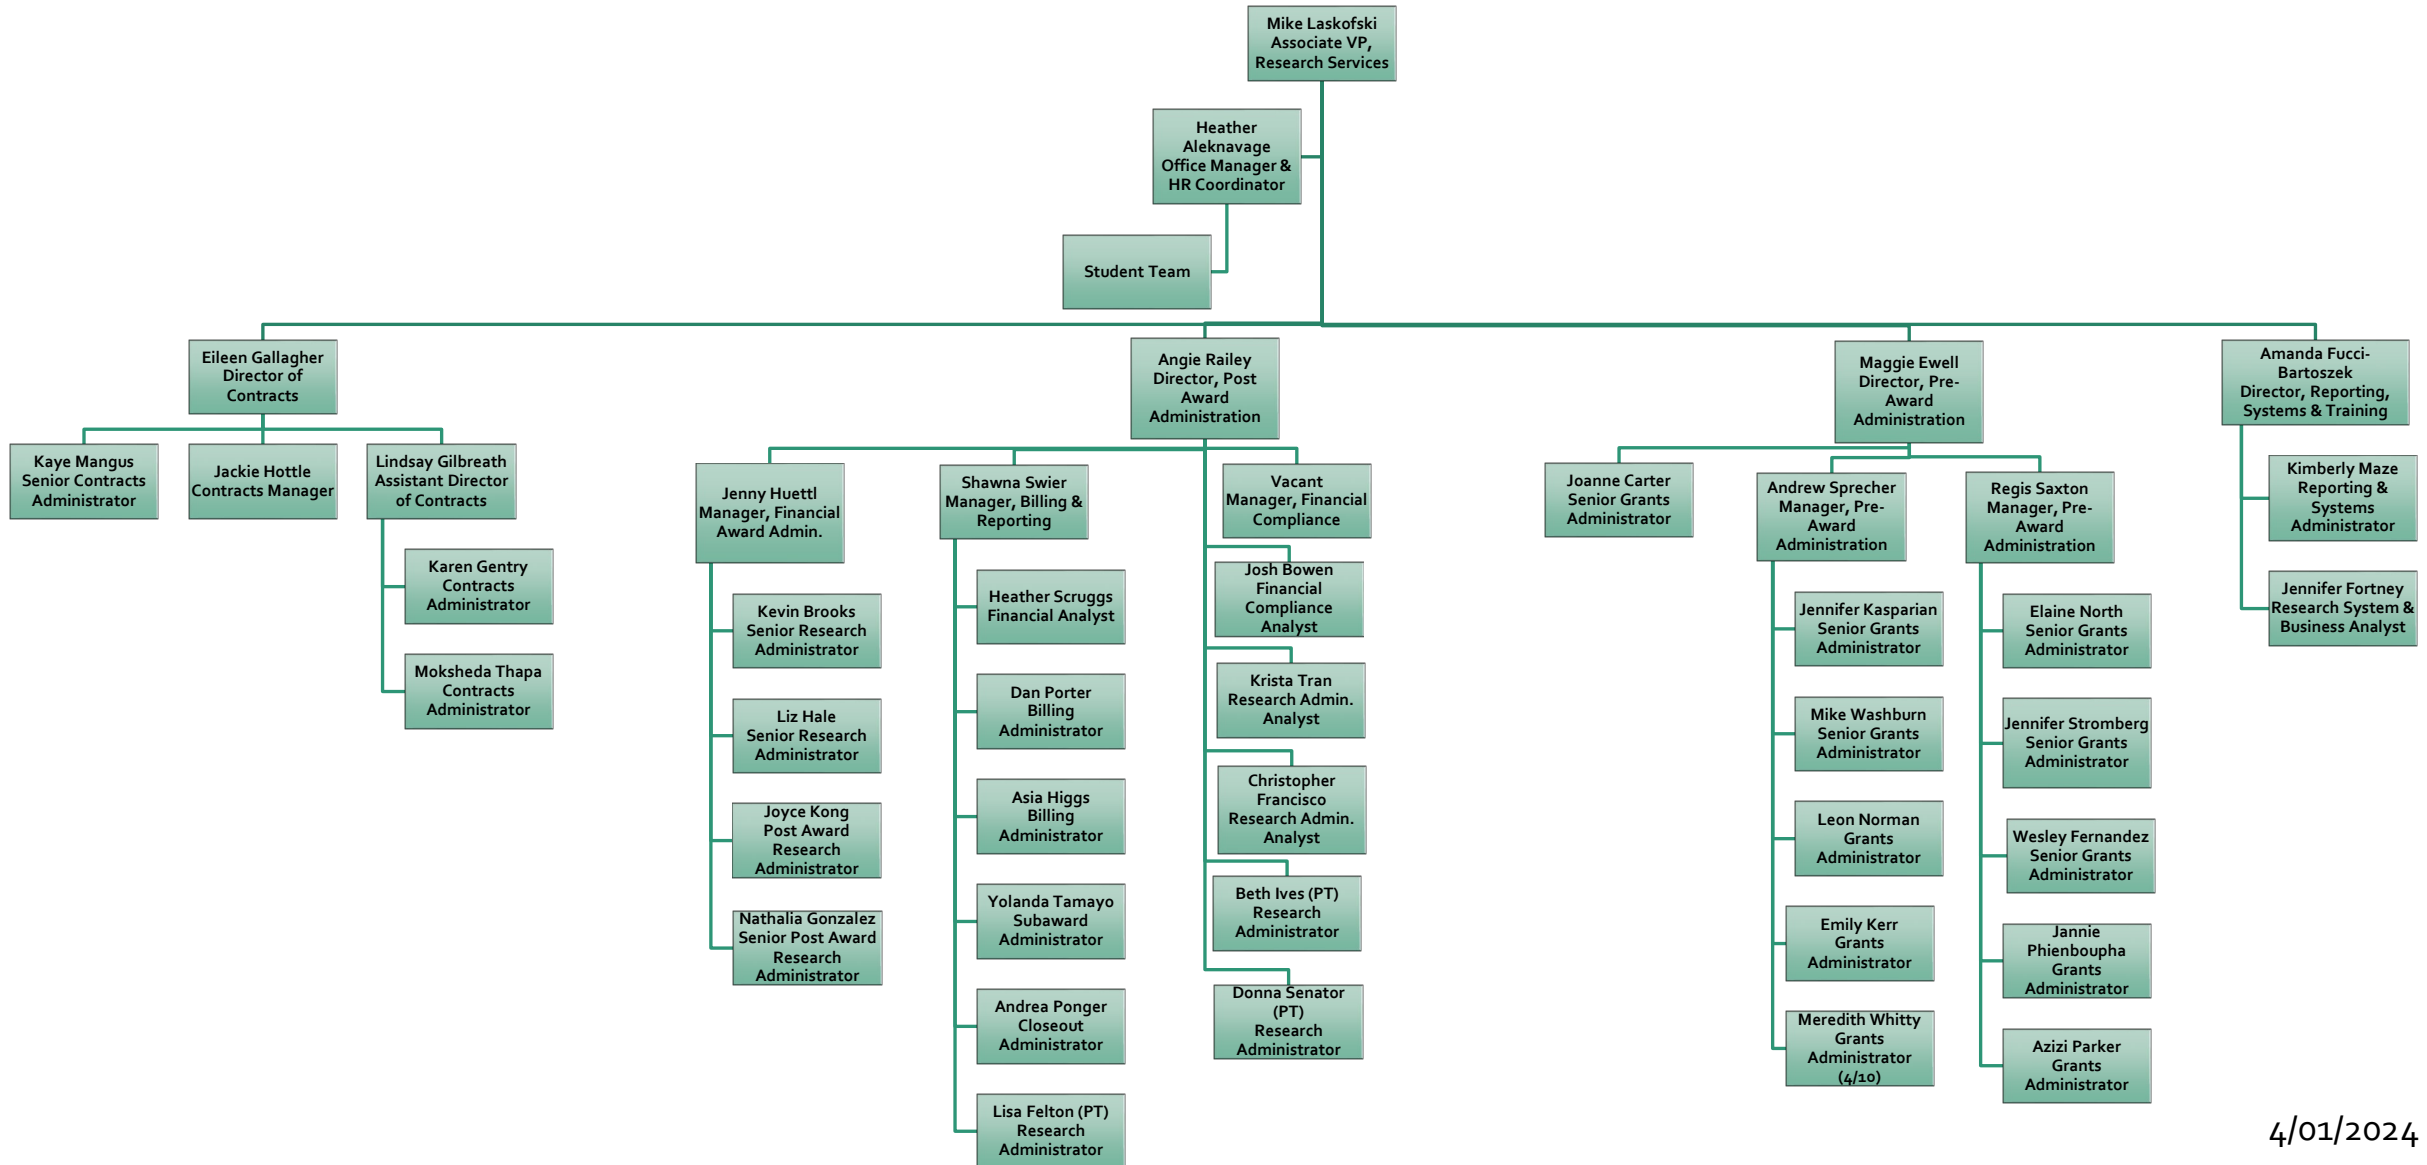 Mike Laskofski
Associate VP,
Research Services
Heather
Aleknavage
Office Manager &
HR Coordinator
Student Team
Eileen Gallagher
Director of
Contracts
Angie Railey
Director, Post
Award
Administration
Maggie Ewell
Director, Pre-
Award
Administration
Amanda Fucci-
Bartoszek
Director, Reporting,
Systems & Training
Kaye Mangus
Senior Contracts
Administrator
Jackie Hottle
Contracts Manager
Lindsay Gilbreath
Assistant Director
of Contracts
Karen Gentry
Contracts
Administrator
Moksheda Thapa
Contracts
Administrator
Jenny Huettl
Manager, Financial
Award Admin.
Kevin Brooks
Senior Research
Administrator
Liz Hale
Senior Research
Administrator
Joyce Kong
Post Award
Research
Administrator
Nathalia Gonzalez
Senior Post Award
Research
Administrator
Shawna Swier
Manager, Billing &
Reporting
Heather Scruggs
Financial Analyst
Dan Porter
Billing
Administrator
Asia Higgs
Billing
Administrator
Yolanda Tamayo
Subaward
Administrator
Andrea Ponger
Closeout
Administrator
Lisa Felton (PT)
Research
Administrator
Vacant
Manager, Financial
Compliance
Josh Bowen
Financial
Compliance
Analyst
Krista Tran
Research Admin.
Analyst
Christopher
Francisco
Research Admin.
Analyst
Beth Ives (PT)
Research
Administrator
Donna Senator
(PT)
Research
Administrator
Joanne Carter
Senior Grants
Administrator
Andrew Sprecher
Manager, Pre-
Award
Administration
Jennifer Kasparian
Senior Grants
Administrator
Mike Washburn
Senior Grants
Administrator
Leon Norman
Grants
Administrator
Emily Kerr
Grants
Administrator
Meredith Whitty
Grants
Administrator
(4/10)
Regis Saxton
Manager, Pre-
Award
Administration
Elaine North
Senior Grants
Administrator
Jennifer Stromberg
Senior Grants
Administrator
Wesley Fernandez
Senior Grants
Administrator
Jannie
Phienboupha
Grants
Administrator
Azizi Parker
Grants
Administrator
Kimberly Maze
Reporting &
Systems
Administrator
Jennifer Fortney
Research System &
Business Analyst
4/01/2024